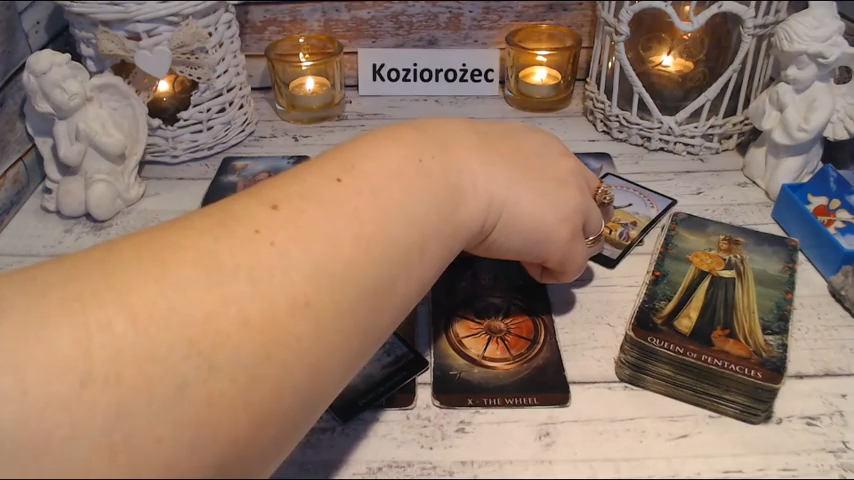 Koziorożec
X - THE WHEEL
QUEEN OF PENTACLES